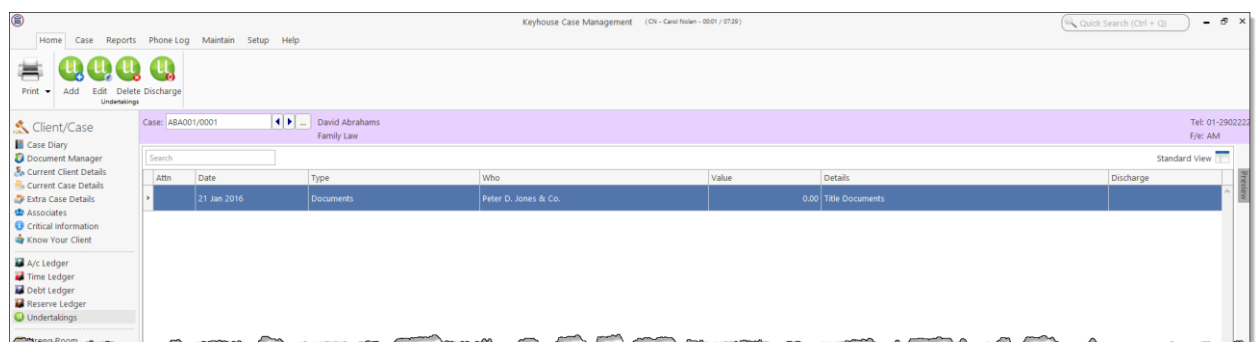 Keyhouse Case Management (CN - Carol Nolan - 0001 / 0729)
Quick Search (Ctrl + Q)
Home Case Reports Phone Log Maintain Setup Help
Print Add Edit Delete Discharge
Undertakings
Client/Case
Case: ABA001/0001 ... David Abrahams Tel: 01-2902222
Family Law F/e: AM
Case Diary
Document Manager
Current Client Details
Current Case Details
Extra Case Details
Associates
Critical Information
Know Your Client
A/c Ledger
Time Ledger
Debt Ledger
Reserve Ledger
Undertakings
Room
Search Standard View
Attn Date Type Who Value Details Discharge
21 Jan 2016 Documents Peter D. Jones & Co. 0.00 Title Documents
Preview